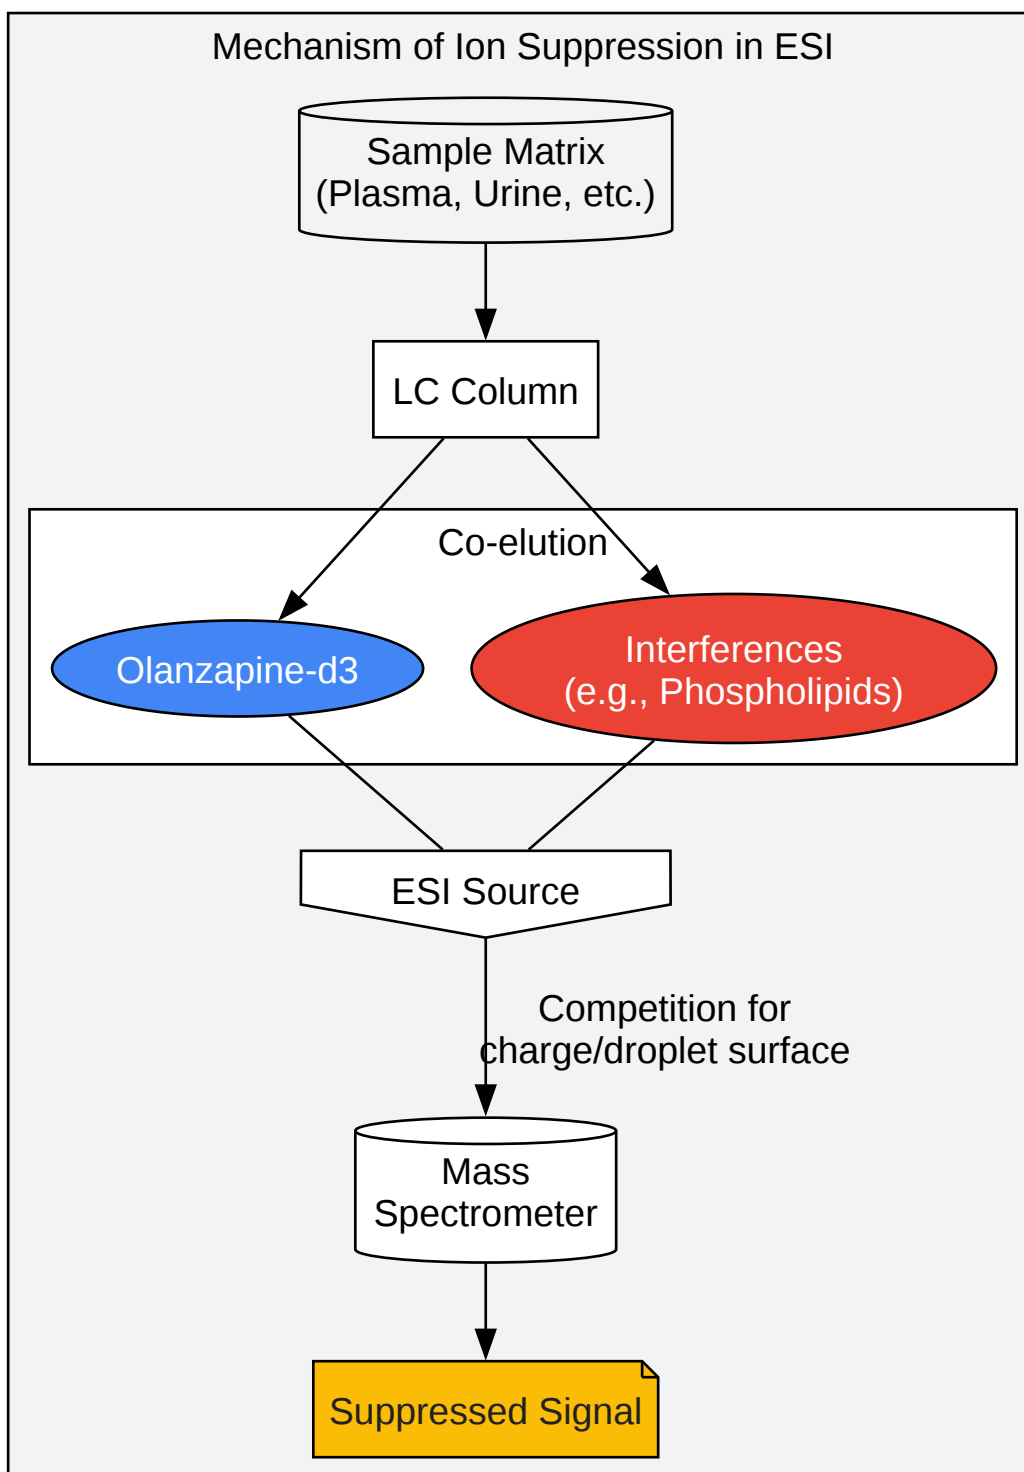 Mechanism of Ion Suppression in ESI
Sample Matrix
(Plasma, Urine, etc.)
LC Column
Co-elution
Olanzapine-d3
Interferences
(e.g., Phospholipids)
ESI Source
Competition for
charge/droplet surface
Mass
Spectrometer
Suppressed Signal